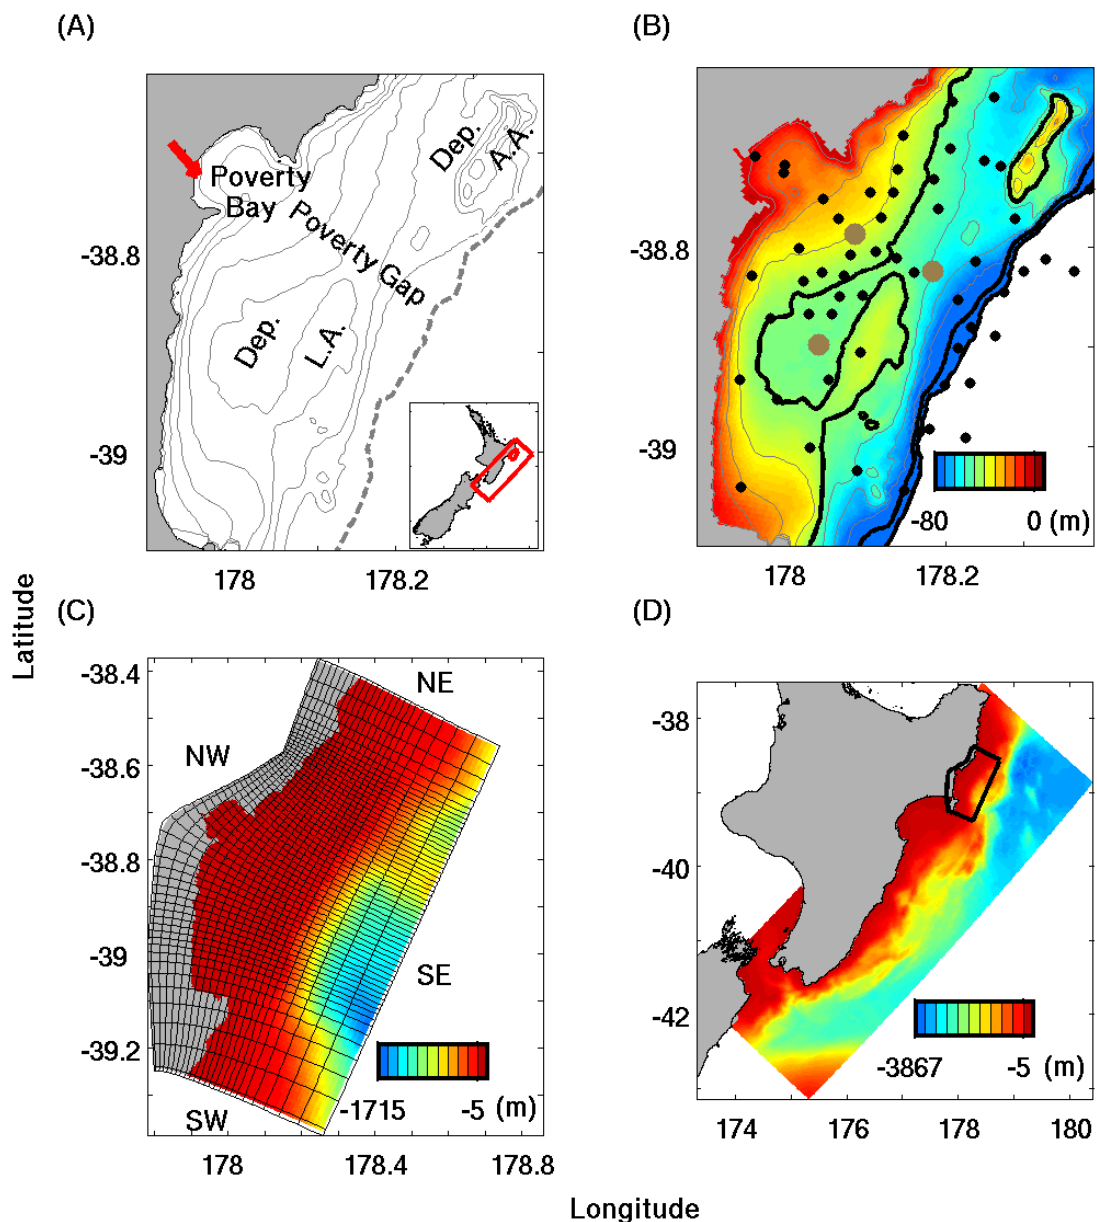 (A)
(B)
Dep.
A.A.
Poverty
Bay
Poverty Gap
Dep.
L.A.
-38.8
-39
178
178.2
-38.8
-39
-80
0 (m)
178
178.2
(C)
(D)
Latitude
NE
NW
SE
SW
-38.4
-38.6
-38.8
-39
-39.2
-1715
-5 (m)
178
178.4
178.8
-38
-40
-42
-3867
-5 (m)
174
176
178
180
Longitude